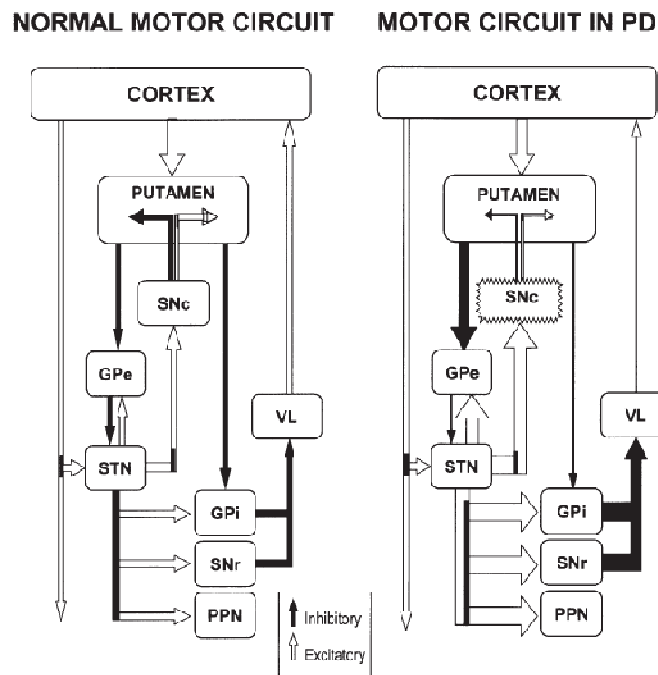 NORMAL MOTOR CIRCUIT
CORTEX
PUTAMEN
SNc
GPe
VL
STN
GPi
SNr
PPN
Inhibitory
Excitatory
MOTOR CIRCUIT IN PD
CORTEX
PUTAMEN
SNc
GPe
VL
STN
GPi
SNr
PPN